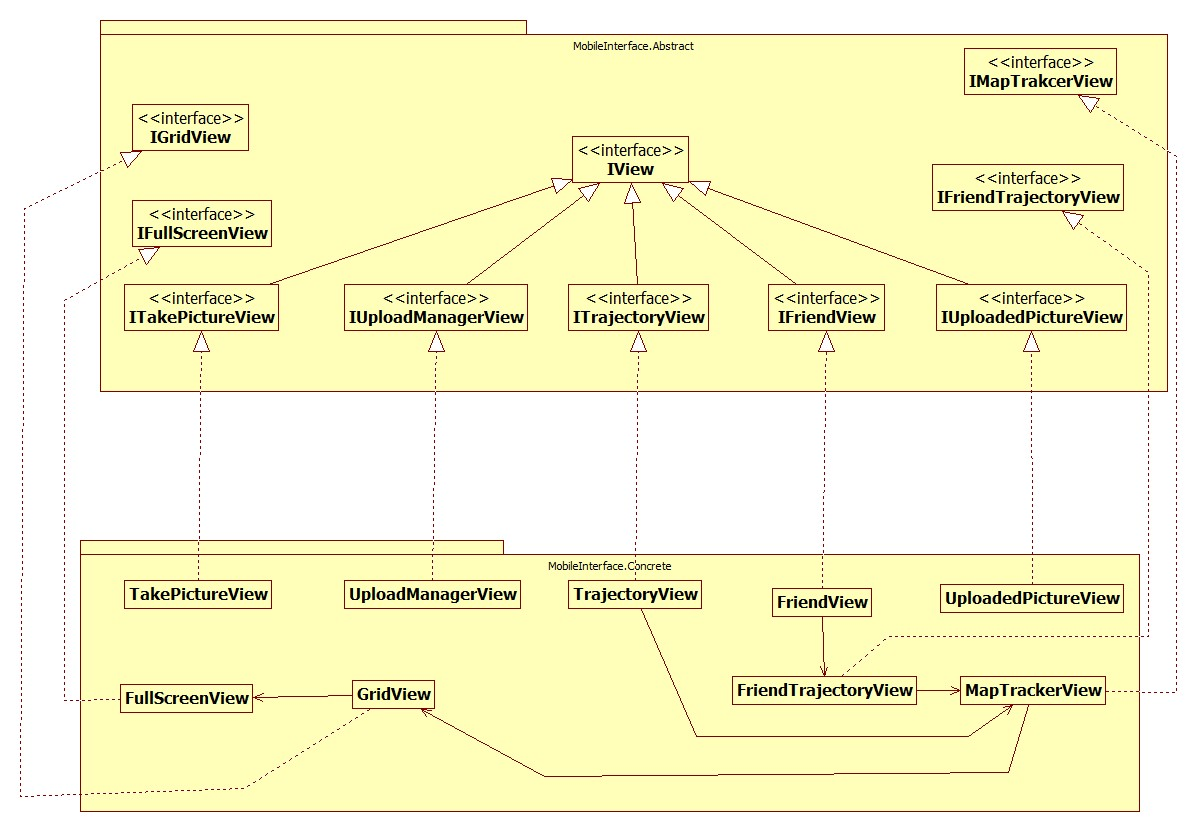 MobileInterface.Abstract
<<interface>>
IMapTrakcerView
<<interface>>
IGridView
<<interface>>
IView
<<interface>>
IFriendTrajectoryView
<<interface>>
IFullScreenView
<<interface>>
ITakePictureView
<<interface>>
IUploadManagerView
<<interface>>
ITrajectoryView
<<interface>>
IFriendView
<<interface>>
IUploadedPictureView
MobileInterface.Concrete
TakePictureView
UploadManagerView
TrajectoryView
FriendView
UploadedPictureView
FullScreenView
GridView
FriendTrajectoryView
MapTrackerView